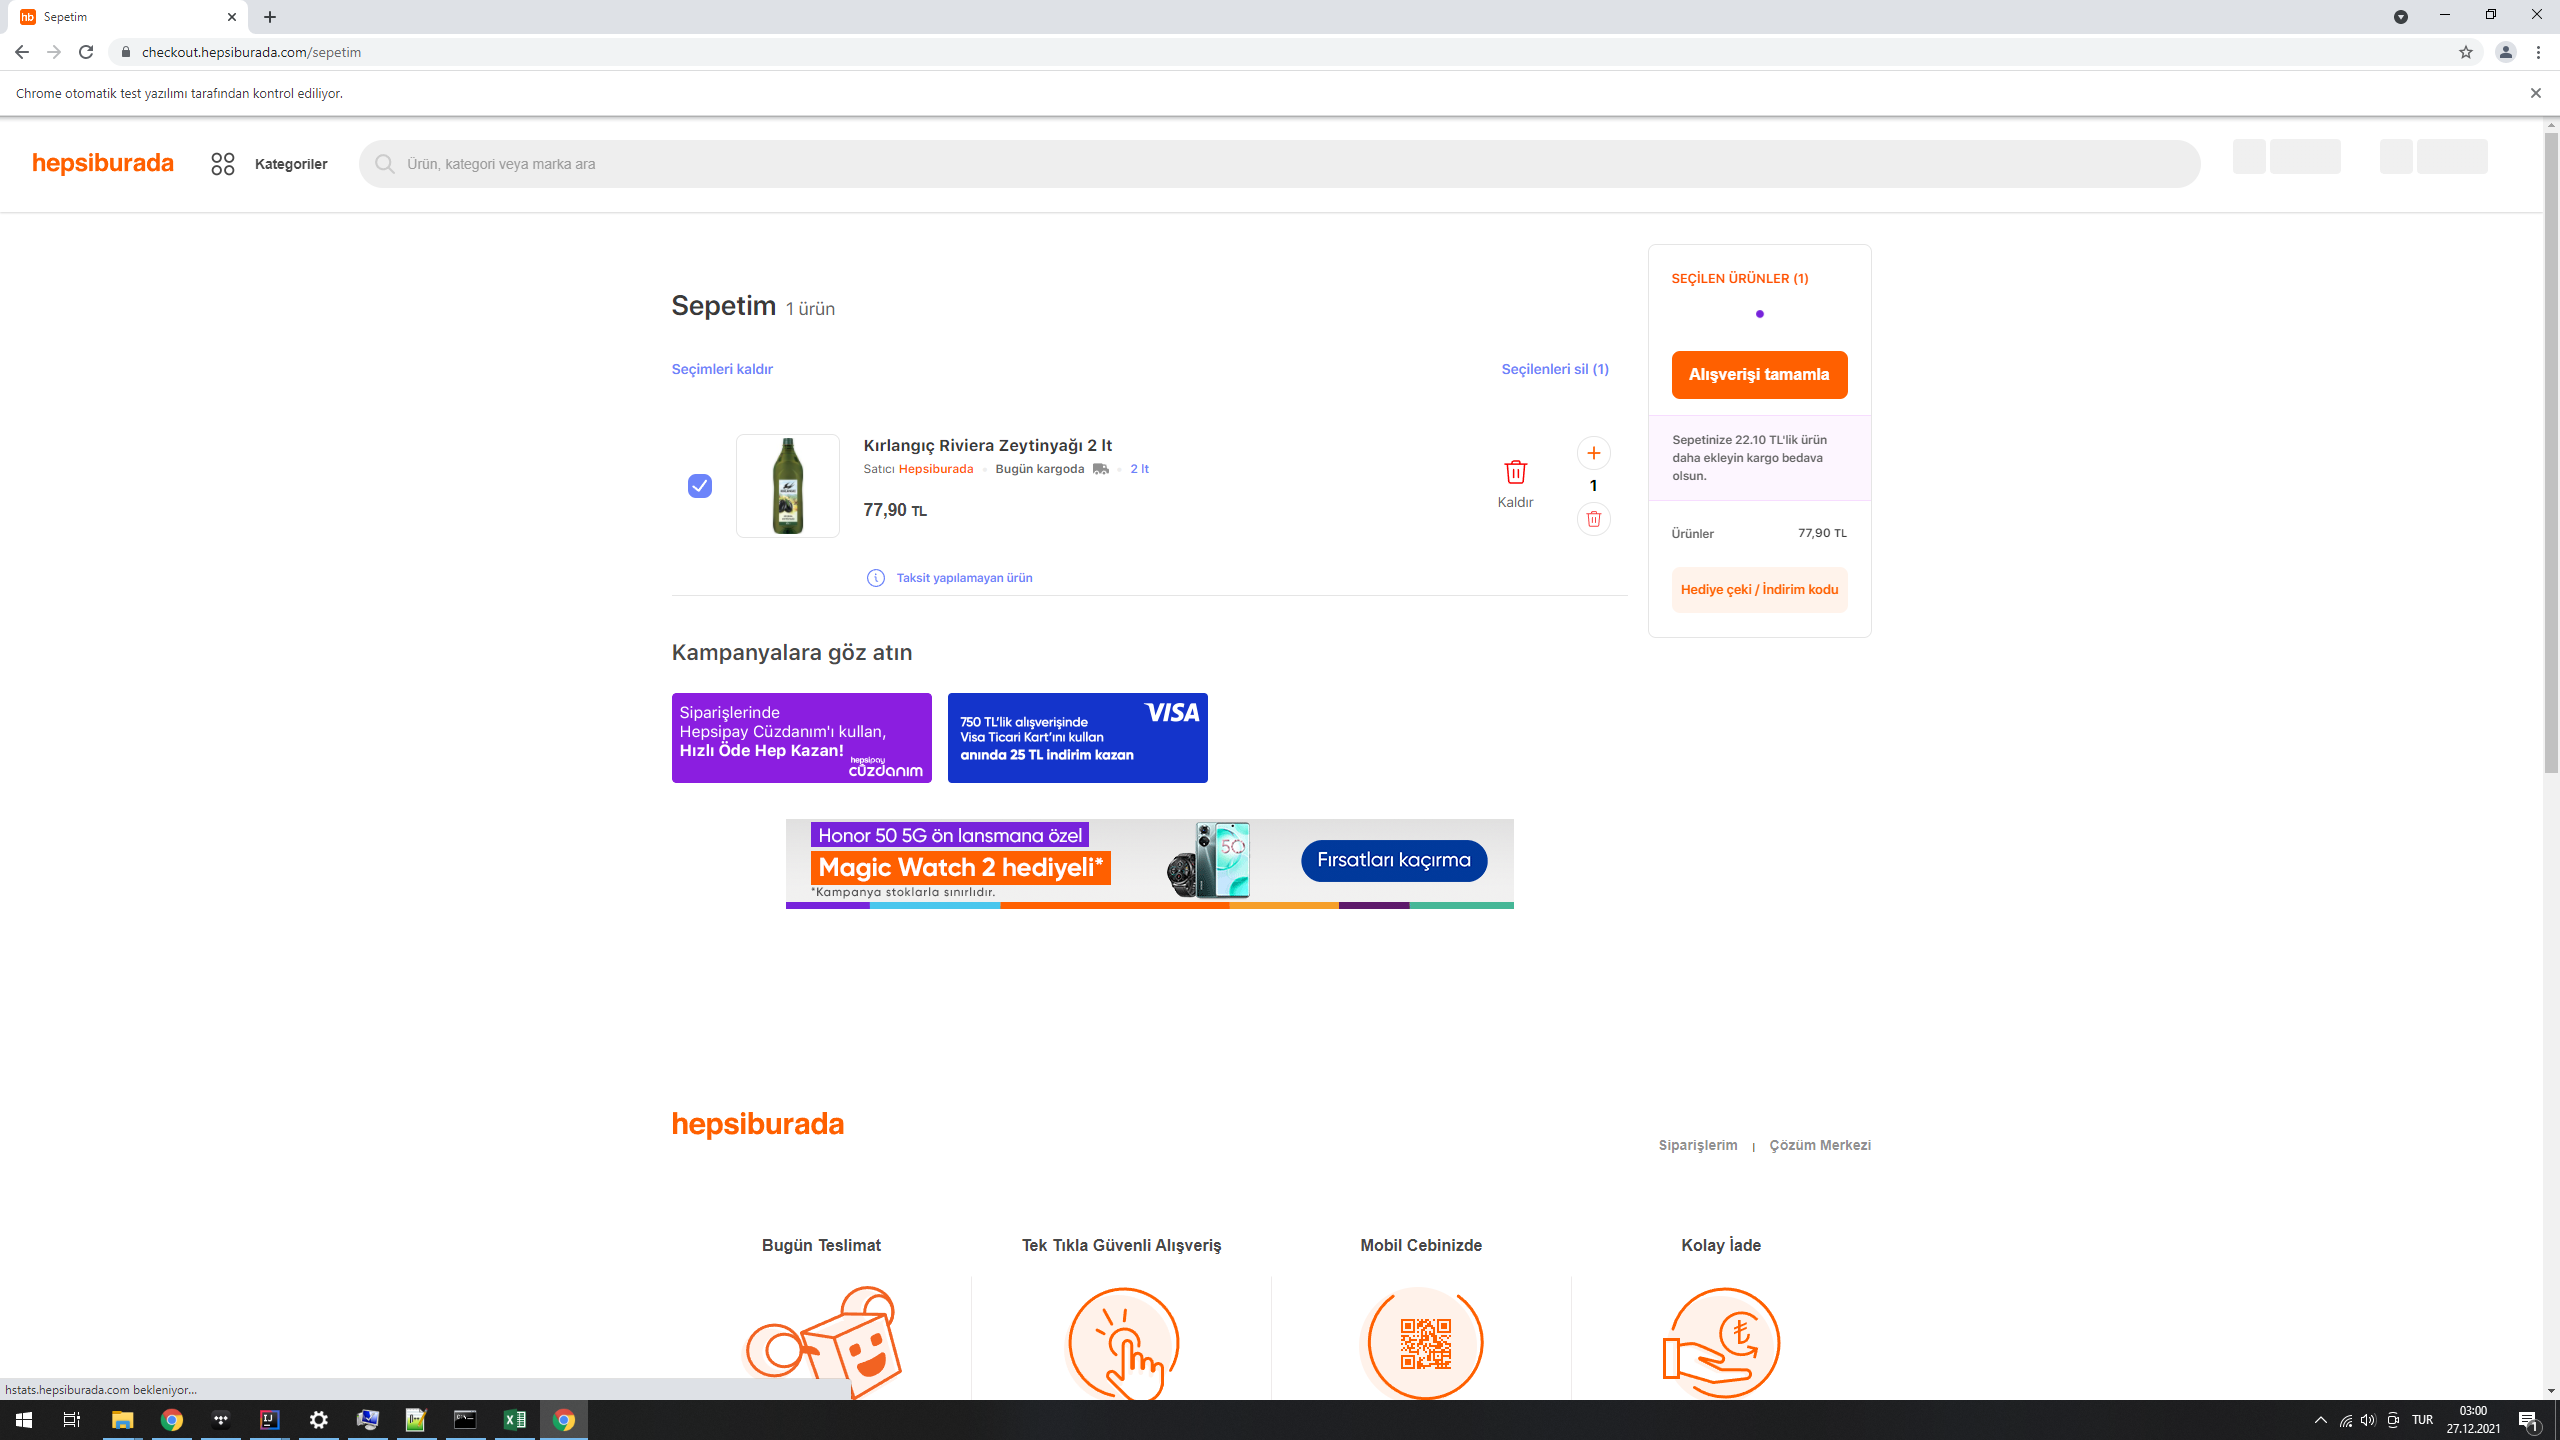 hb Sepetim
checkout.hepsiburada.com/sepetim
Chrome otomatik test yazılımı tarafından kontrol ediliyor.
hepsiburada
Kategoriler
Ürün, kategori veya marka ara
Sepetim 1 ürün
Seçimleri kaldır
Seçilenleri sil (1)
Kırlangıç Riviera Zeytinyağı 2 lt
Satıcı Hepsiburada Bugün kargoda 2 lt
77,90 TL
Kaldır
1
Taksit yapılamayan ürün
SEÇİLEN ÜRÜNLER (1)
Alışverişi tamamla
Sepetinize 22.10 TL'lik ürün
daha ekleyin kargo bedava
olsun.
Ürünler 77,90 TL
Hediye çeki / İndirim kodu
Kampanyalara göz atın
Siparişlerinde
Hepsipay Cüzdanım'ı kullan,
Hızlı Öde Hep Kazan!
hepsipay
cüzdanım
VISA
750 TL'lik alışverişinde
Visa Ticari Kart'ını kullan
anında 25 TL indirim kazan
Honor 50 5G ön lansmana özel
Magic Watch 2 hediyeli*
*Kampanya stoklarla sınırlıdır.
50
Fırsatları kaçırma
hepsiburada
Siparişlerim | Çözüm Merkezi
Bugün Teslimat
Tek Tıkla Güvenli Alışveriş
Mobil Cebinizde
Kolay İade
₺
hstats.hepsiburada.com bekleniyor...
TUR
03:00
27.12.2021
1